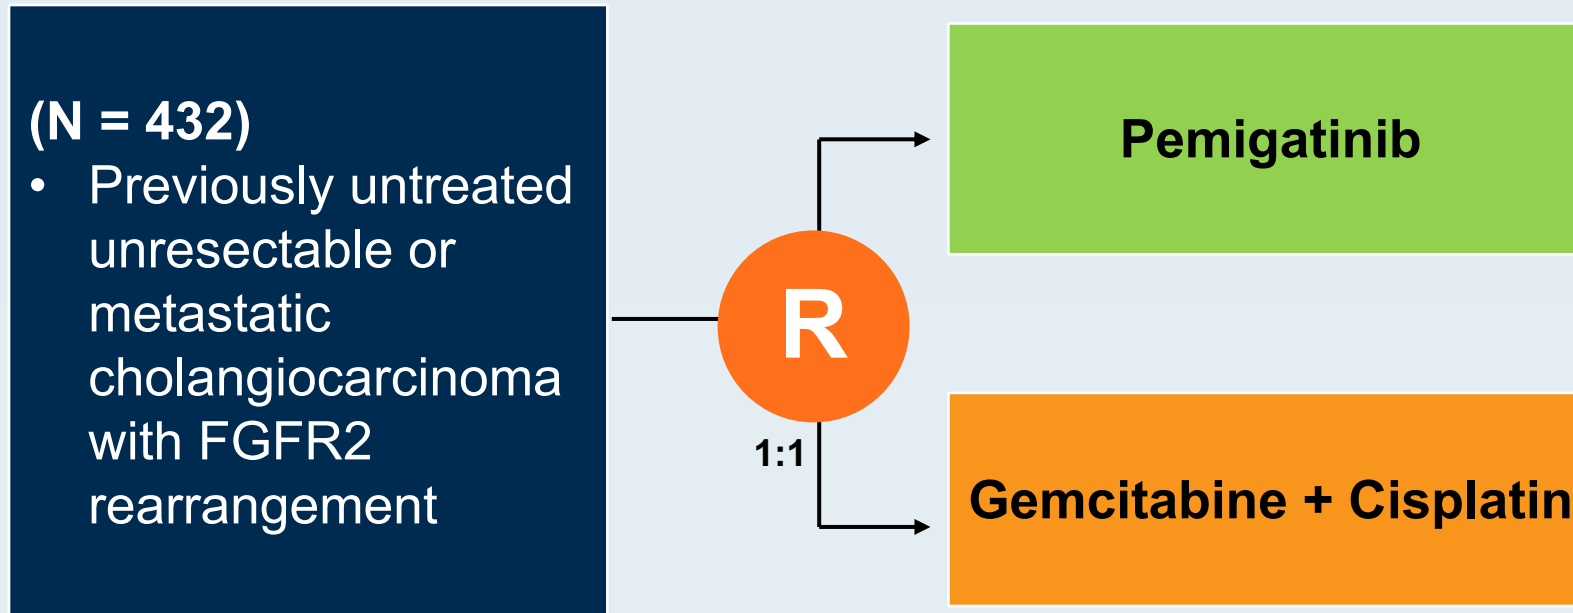 (N = 432)
• Previously untreated
unresectable or
metastatic
cholangiocarcinoma
with FGFR2
rearrangement
R
1:1
Pemigatinib
Gemcitabine + Cisplatin